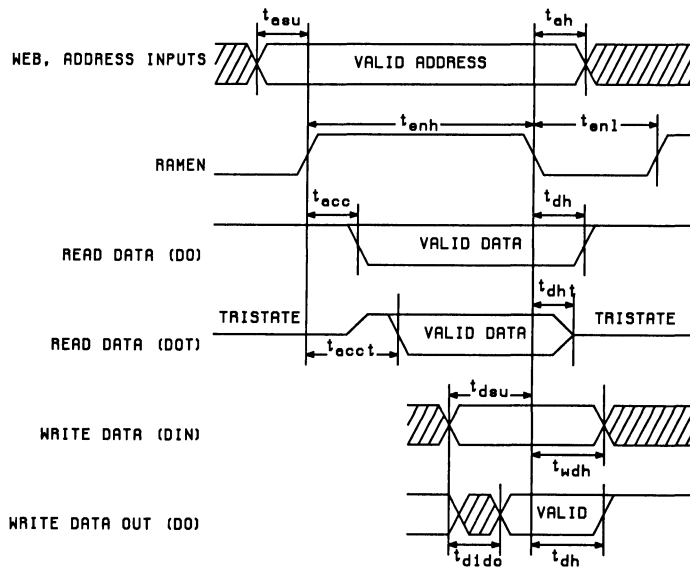 tasu
tah
WEB, ADDRESS INPUTS
VALID ADDRESS
tenh
tenl
RAMEN
tacc
tdh
VALID DATA
READ DATA (DO)
tdht
TRISTATE
VALID DATA
TRISTATE
READ DATA (DOT)
tacct
tdsu
WRITE DATA (DIN)
twdh
VALID
WRITE DATA OUT (DO)
tdido
tdh